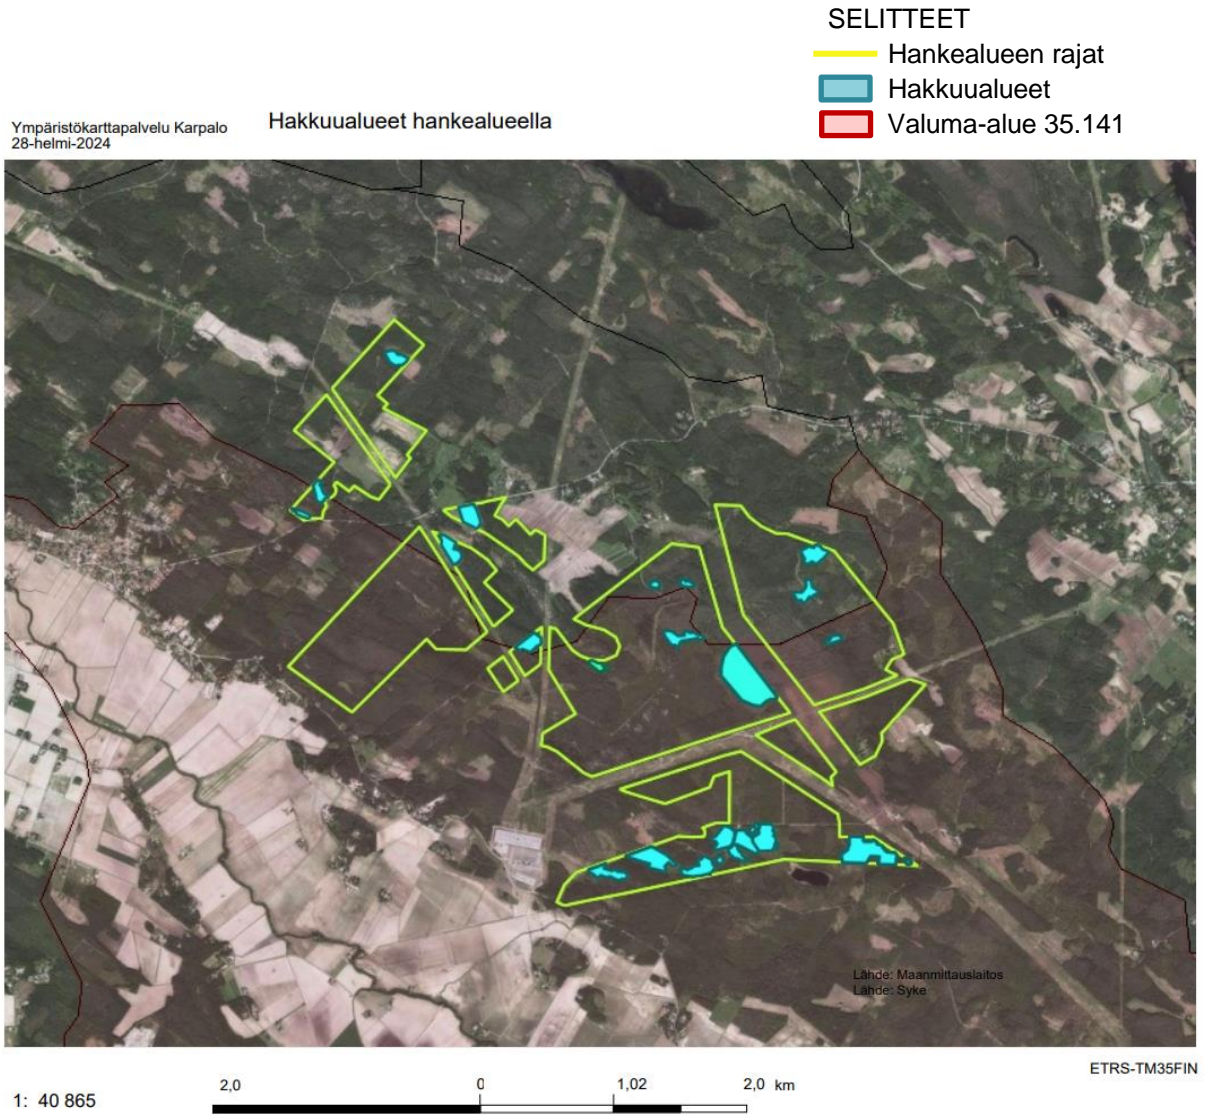 SELITTEET
Hankealueen rajat
Hakkuualueet
Valuma-alue 35.141
Ympäristökarttapalvelu Karpalo
28-helmi-2024
Hakkuualueet hankealueella
Lähde: Maanmittauslaitos
Lähde: Syke
ETRS-TM35FIN
1: 40 865
2,0 0 1,02 2,0 km